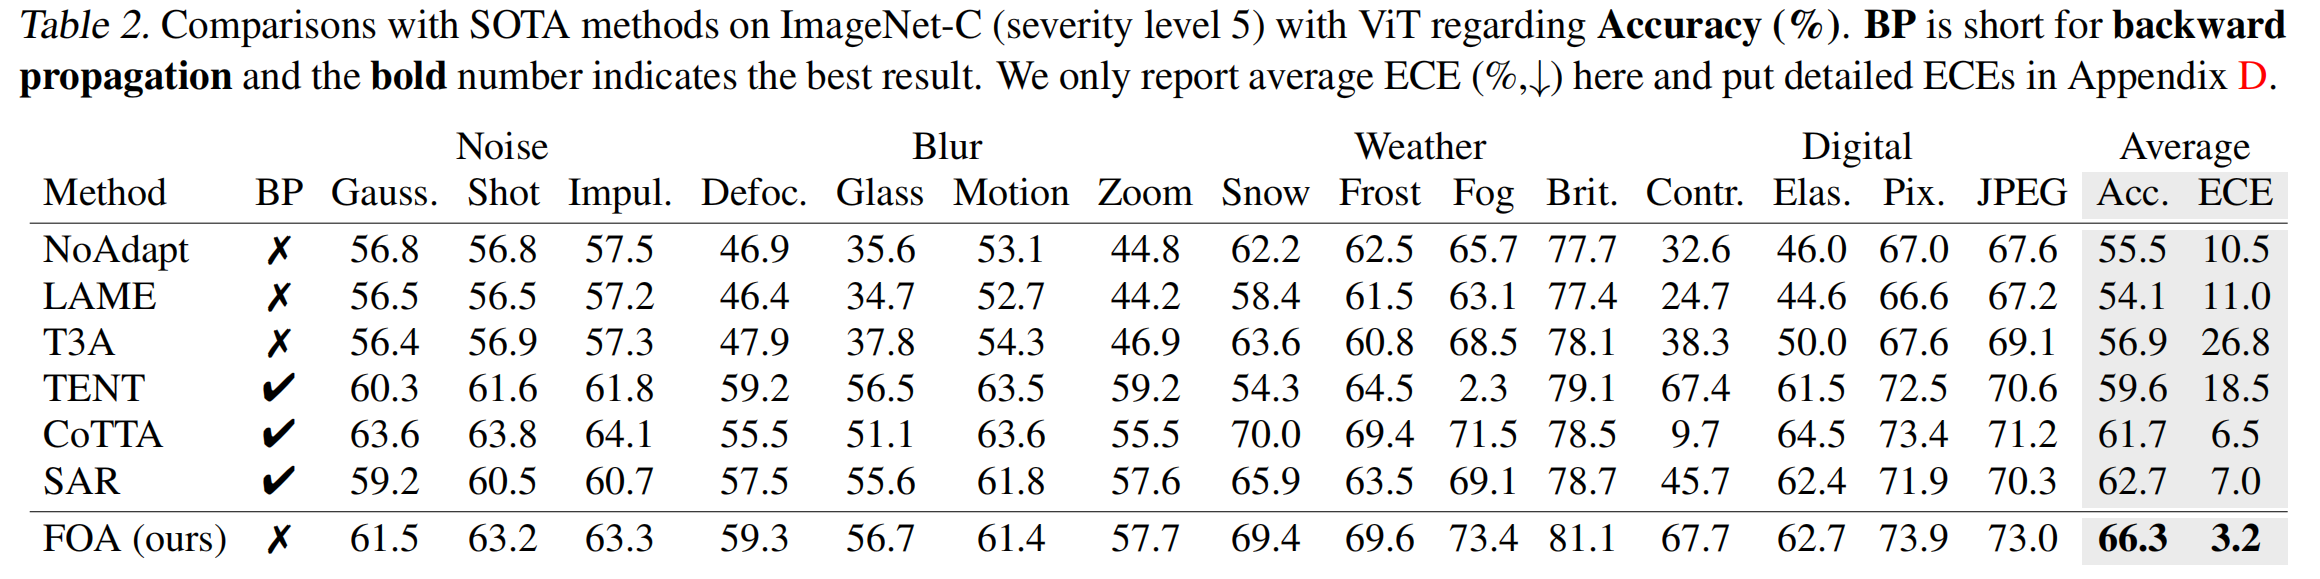 Table 2. Comparisons with SOTA methods on ImageNet-C (severity level 5) with ViT regarding Accuracy (%). BP is short for backward
propagation and the bold number indicates the best result. We only report average ECE (%,↓) here and put detailed ECEs in Appendix D.
Noise Blur Weather Digital Average
Method BP Gauss. Shot Impul. Defoc. Glass Motion Zoom Snow Frost Fog Brit. Contr. Elas. Pix. JPEG Acc. ECE
NoAdapt ✗ 56.8 56.8 57.5 46.9 35.6 53.1 44.8 62.2 62.5 65.7 77.7 32.6 46.0 67.0 67.6 55.5 10.5
LAME ✗ 56.5 56.5 57.2 46.4 34.7 52.7 44.2 58.4 61.5 63.1 77.4 24.7 44.6 66.6 67.2 54.1 11.0
T3A ✗ 56.4 56.9 57.3 47.9 37.8 54.3 46.9 63.6 60.8 68.5 78.1 38.3 50.0 67.6 69.1 56.9 26.8
TENT ✔ 60.3 61.6 61.8 59.2 56.5 63.5 59.2 54.3 64.5 2.3 79.1 67.4 61.5 72.5 70.6 59.6 18.5
CoTTA ✔ 63.6 63.8 64.1 55.5 51.1 63.6 55.5 70.0 69.4 71.5 78.5 9.7 64.5 73.4 71.2 61.7 6.5
SAR ✔ 59.2 60.5 60.7 57.5 55.6 61.8 57.6 65.9 63.5 69.1 78.7 45.7 62.4 71.9 70.3 62.7 7.0
FOA (ours) ✗ 61.5 63.2 63.3 59.3 56.7 61.4 57.7 69.4 69.6 73.4 81.1 67.7 62.7 73.9 73.0 66.3 3.2